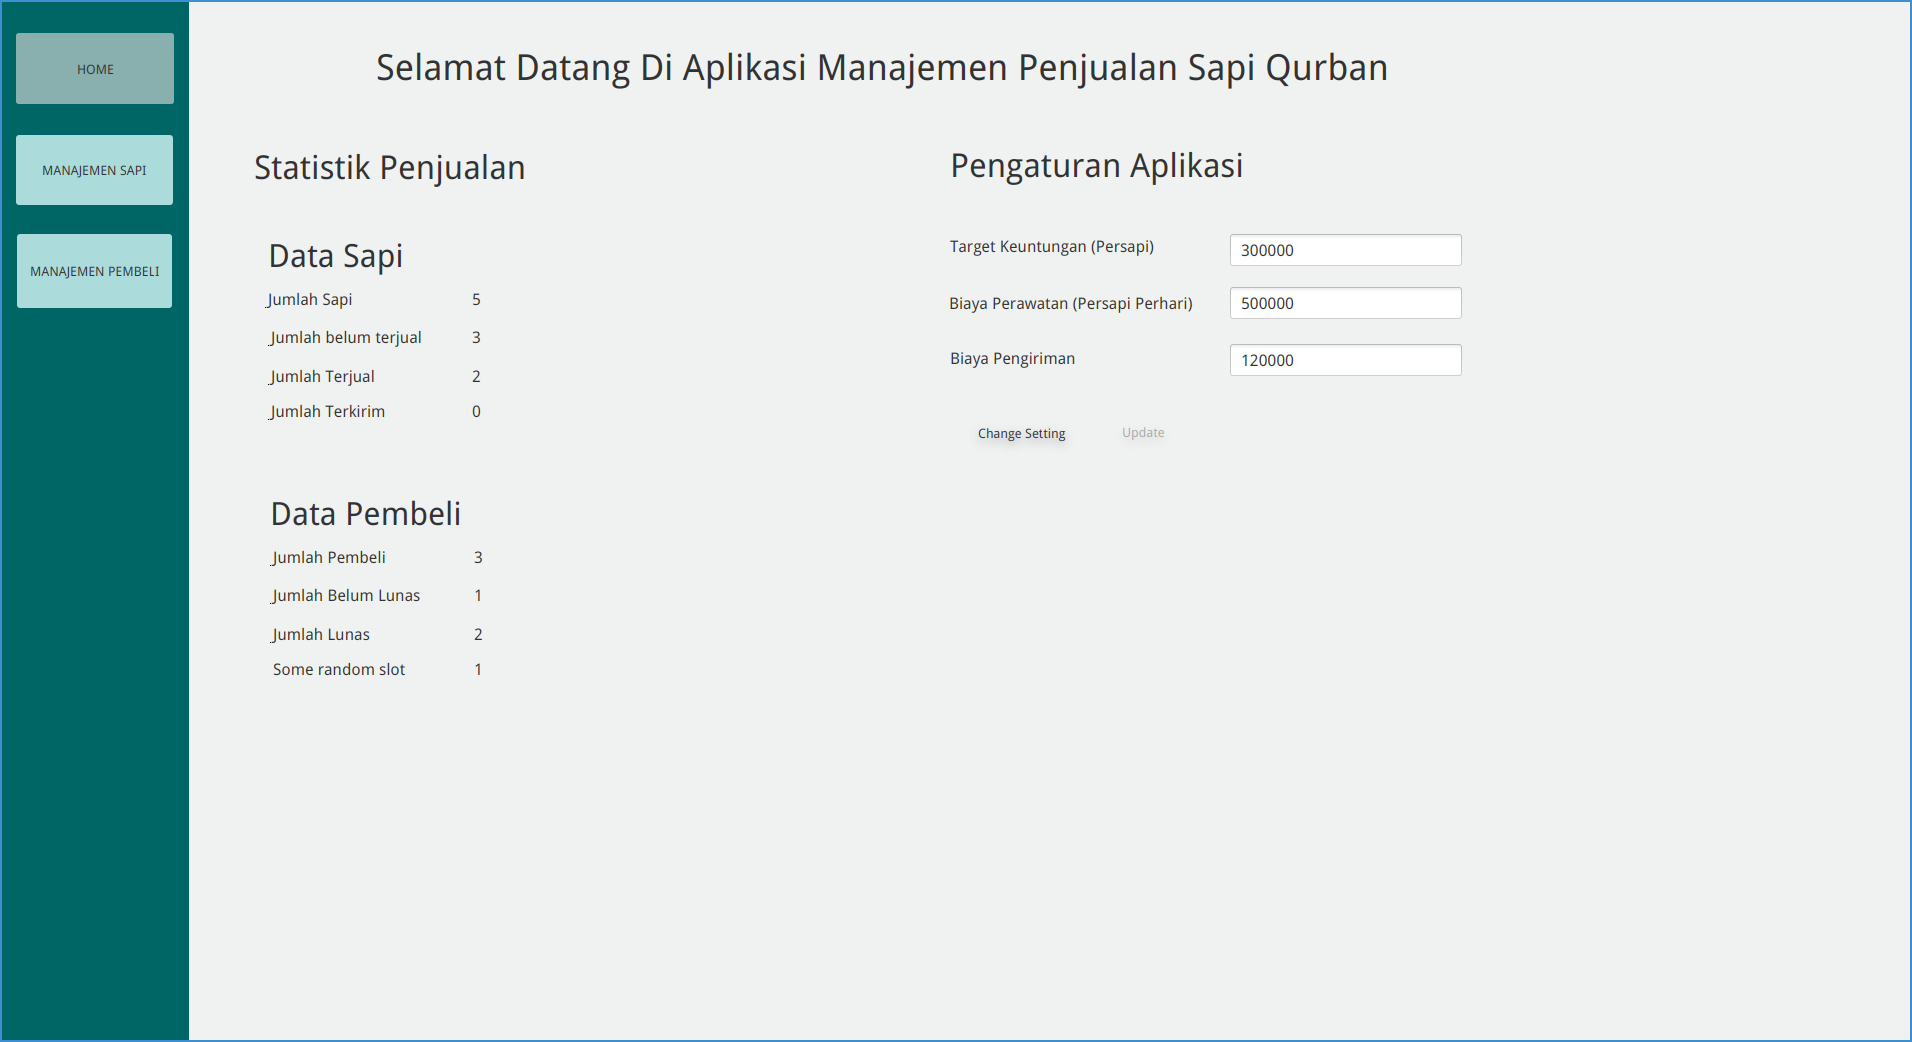 HOME
MANAJEMEN SAPI
MANAJEMEN PEMBELI
Selamat Datang Di Aplikasi Manajemen Penjualan Sapi Qurban
Statistik Penjualan
Data Sapi
Jumlah Sapi 5
Jumlah belum terjual 3
Jumlah Terjual 2
Jumlah Terkirim 0
Data Pembeli
Jumlah Pembeli 3
Jumlah Belum Lunas 1
Jumlah Lunas 2
Some random slot 1
Pengaturan Aplikasi
Target Keuntungan (Persapi) 300000
Biaya Perawatan (Persapi Perhari) 500000
Biaya Pengiriman 120000
Change Setting Update